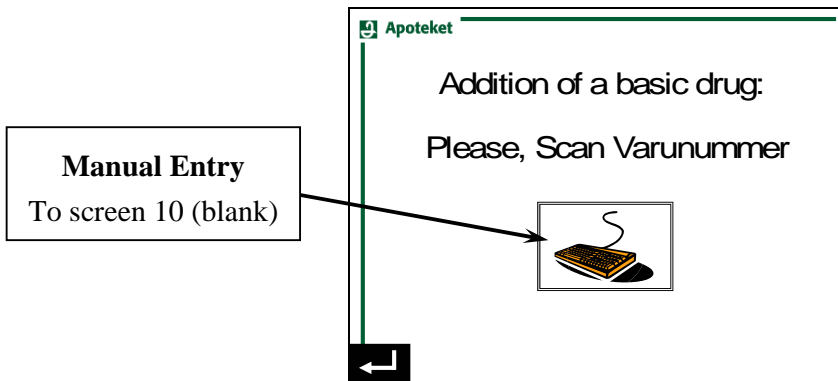 Apoteket
Addition of a basic drug:
Please, Scan Varunummer
Manual Entry
To screen 10 (blank)